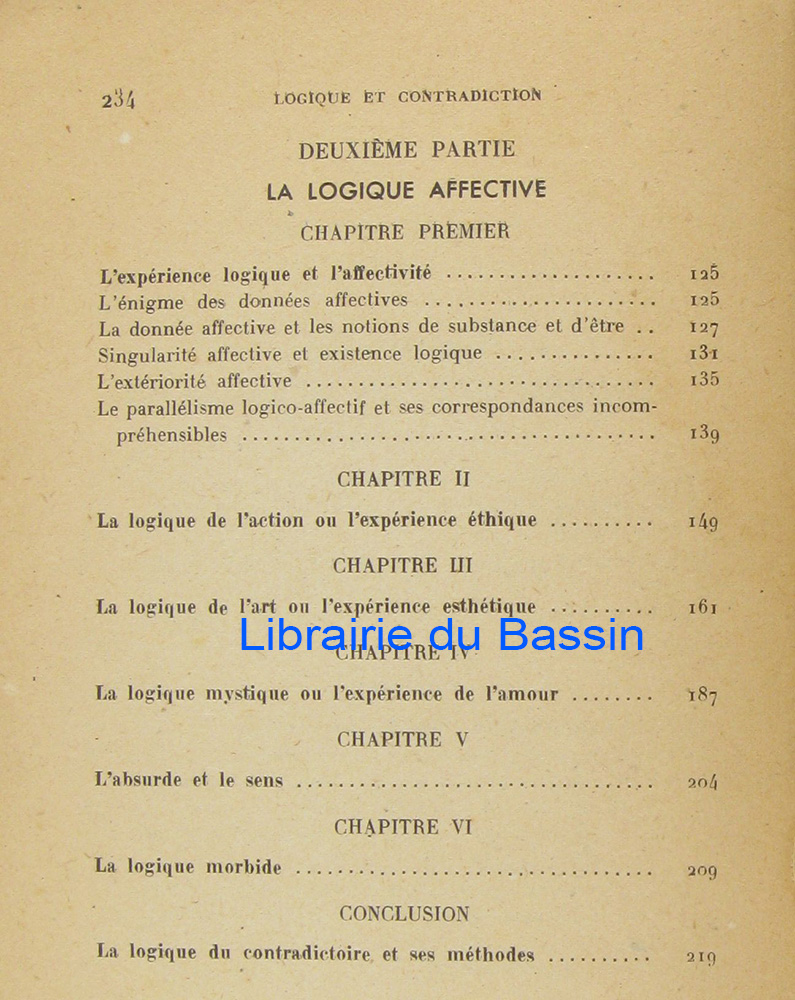 234 LOGIQUE ET CONTRADICTION
DEUXIÈME PARTIE
LA LOGIQUE AFFECTIVE
CHAPITRE PREMIER
L'expérience logique et l'affectivité .................... 125
L'énigme des données affectives ...................... 125
La donnée affective et les notions de substance et d'être .. 127
Singularité affective et existence logique ............... 131
L'extériorité affective ................................. 135
Le parallélisme logico-affectif et ses correspondances incom-
préhensibles ....................................... 139
CHAPITRE II
La logique de l'action ou l'expérience éthique .......... 149
CHAPITRE III
La logique de l'art ou l'expérience esthétique .......... 161
Librairie du Bassin
CHAPITRE IV
La logique mystique ou l'expérience de l'amour ........ 187
CHAPITRE V
L'absurde et le sens .................................. 204
CHAPITRE VI
La logique morbide .................................. 209
CONCLUSION
La logique du contradictoire et ses méthodes .......... 219